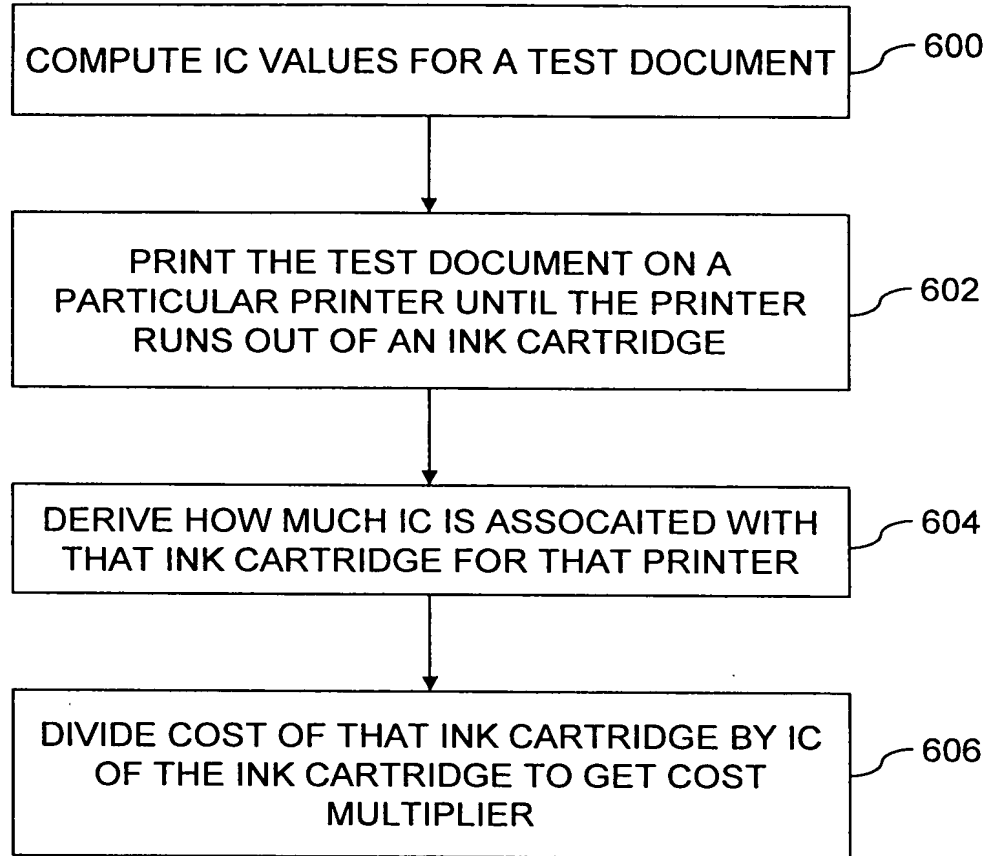 COMPUTE IC VALUES FOR A TEST DOCUMENT
600
PRINT THE TEST DOCUMENT ON A
PARTICULAR PRINTER UNTIL THE PRINTER
RUNS OUT OF AN INK CARTRIDGE
602
DERIVE HOW MUCH IC IS ASSOCAITED WITH
THAT INK CARTRIDGE FOR THAT PRINTER
604
DIVIDE COST OF THAT INK CARTRIDGE BY IC
OF THE INK CARTRIDGE TO GET COST
MULTIPLIER
606